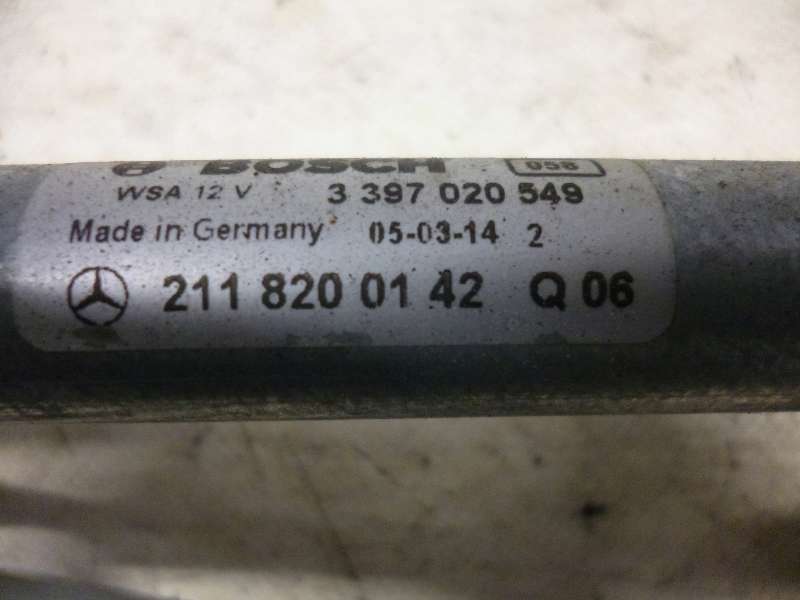 BOSCH 058
WSA 12 V 3 397 020 549
Made in Germany 05-03-14 2
211 820 01 42 Q 06